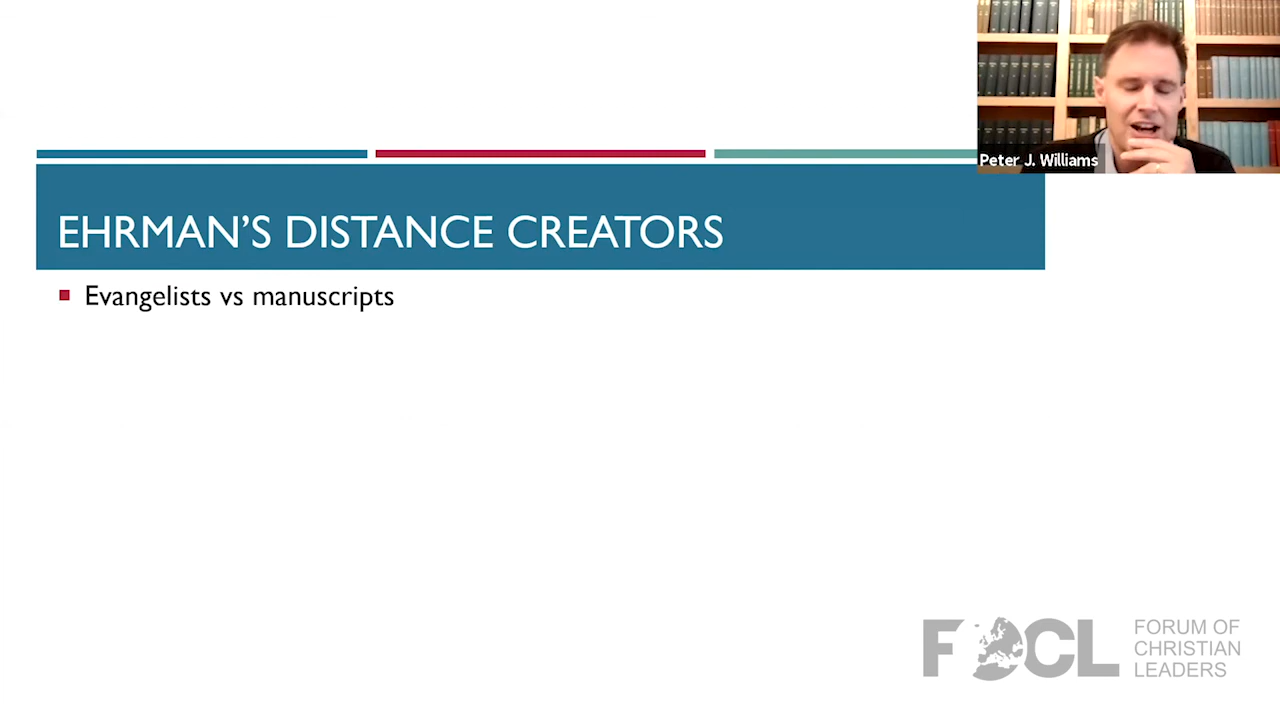 Peter J. Williams
EHRMAN'S DISTANCE CREATORS
Evangelists vs manuscripts
FOCL
FORUM OF
CHRISTIAN
LEADERS